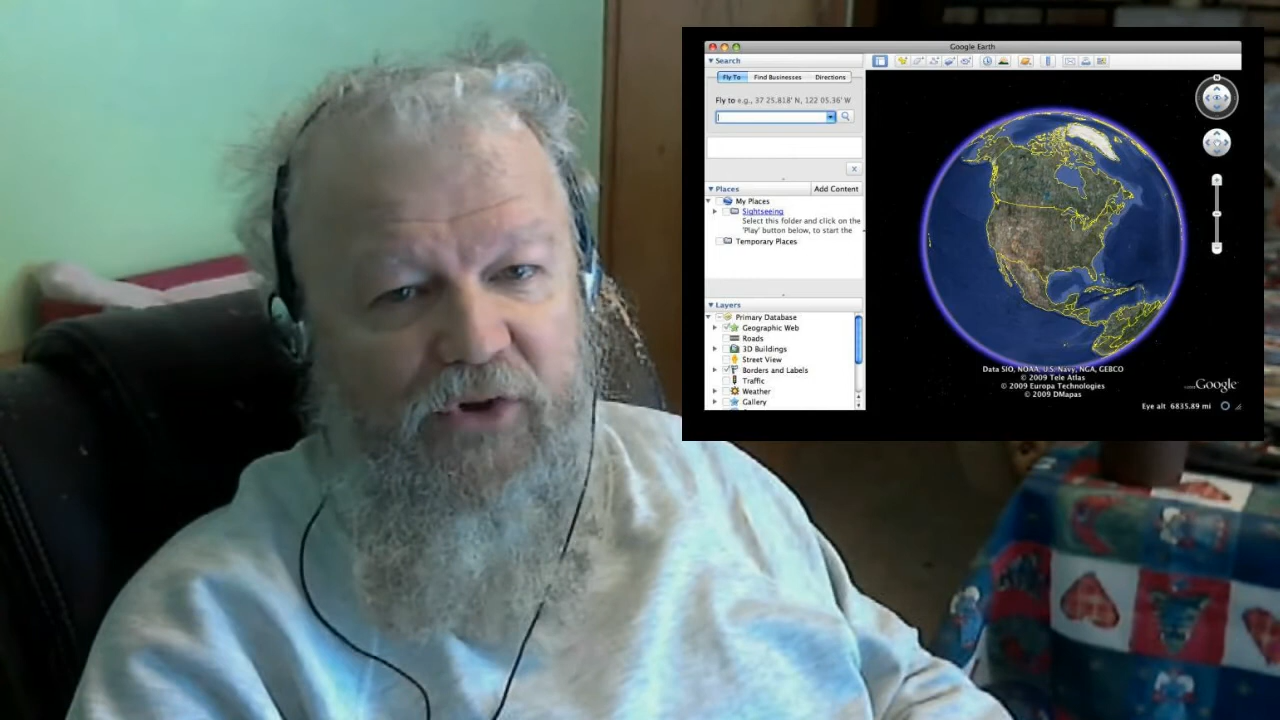 Google Earth
Search
Fly To Find Businesses Directions
Fly to e.g., 37 25.818' N, 122 05.36' W
Places Add Content
My Places
Sightseeing
Select this folder and click on the
'Play' button below, to start the
Temporary Places
Layers
Primary Database
Geographic Web
Roads
3D Buildings
Street View
Borders and Labels
Traffic
Weather
Gallery
N
Data SIO, NOAA, U.S. Navy, NGA, GEBCO
© 2009 Tele Atlas
© 2009 Europa Technologies
© 2009 DMapas
©2009 Google
Eye alt 6835.89 mi